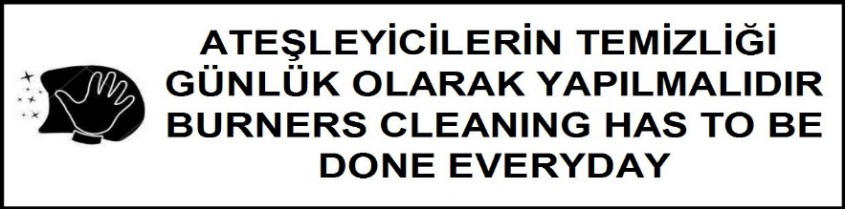 ATEŞLEYİCİLERİN TEMİZLİĞİ
GÜNLÜK OLARAK YAPILMALIDIR
BURNERS CLEANING HAS TO BE
DONE EVERYDAY